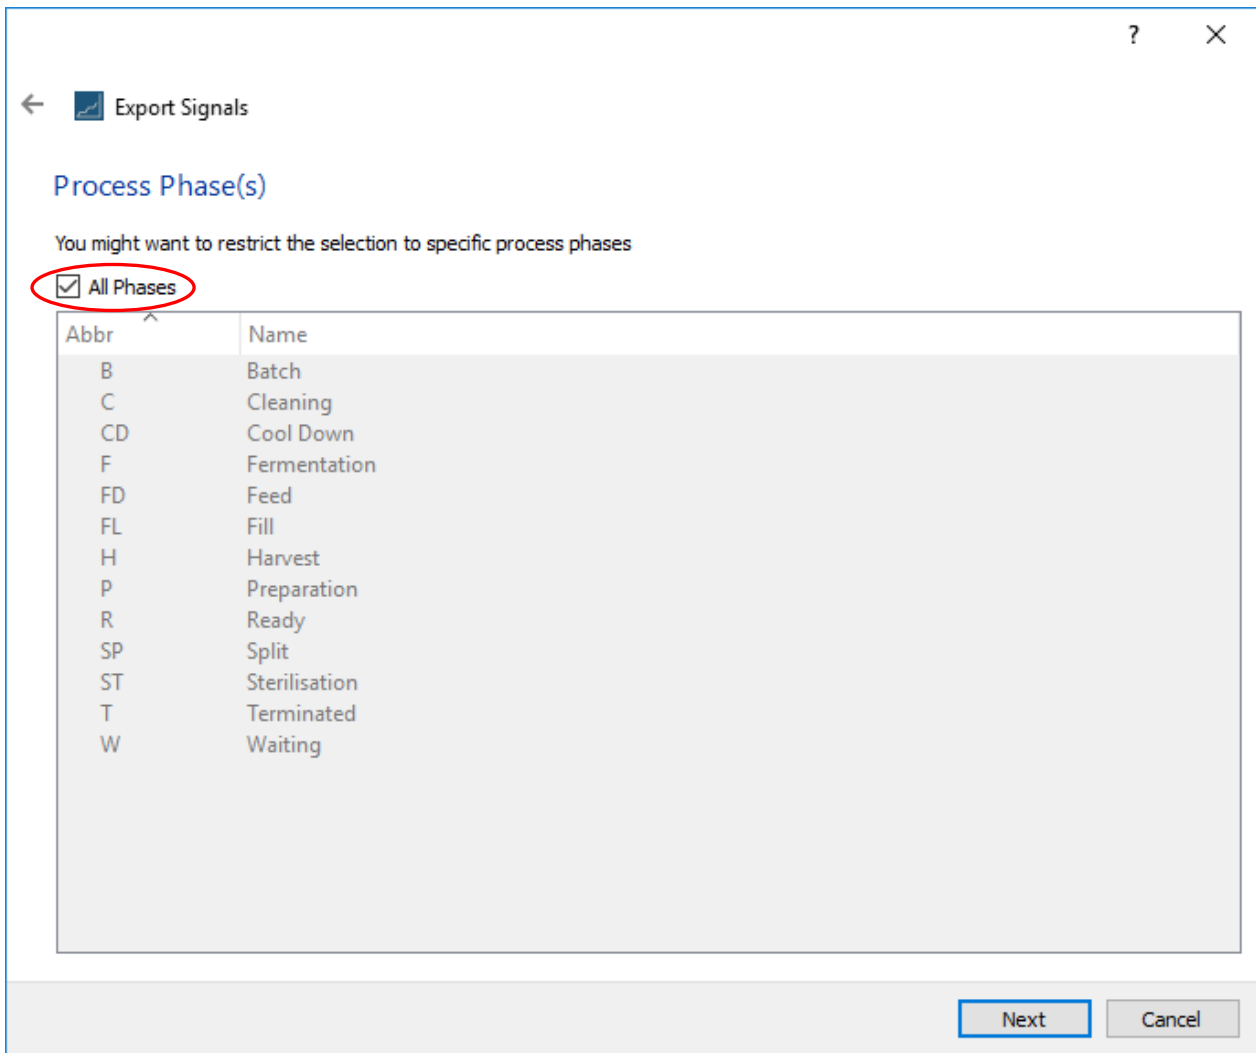 ?
Export Signals
Process Phase(s)
You might want to restrict the selection to specific process phases
All Phases
Abbr Name
B Batch
C Cleaning
CD Cool Down
F Fermentation
FD Feed
FL Fill
H Harvest
P Preparation
R Ready
SP Split
ST Sterilisation
T Terminated
W Waiting
Next Cancel